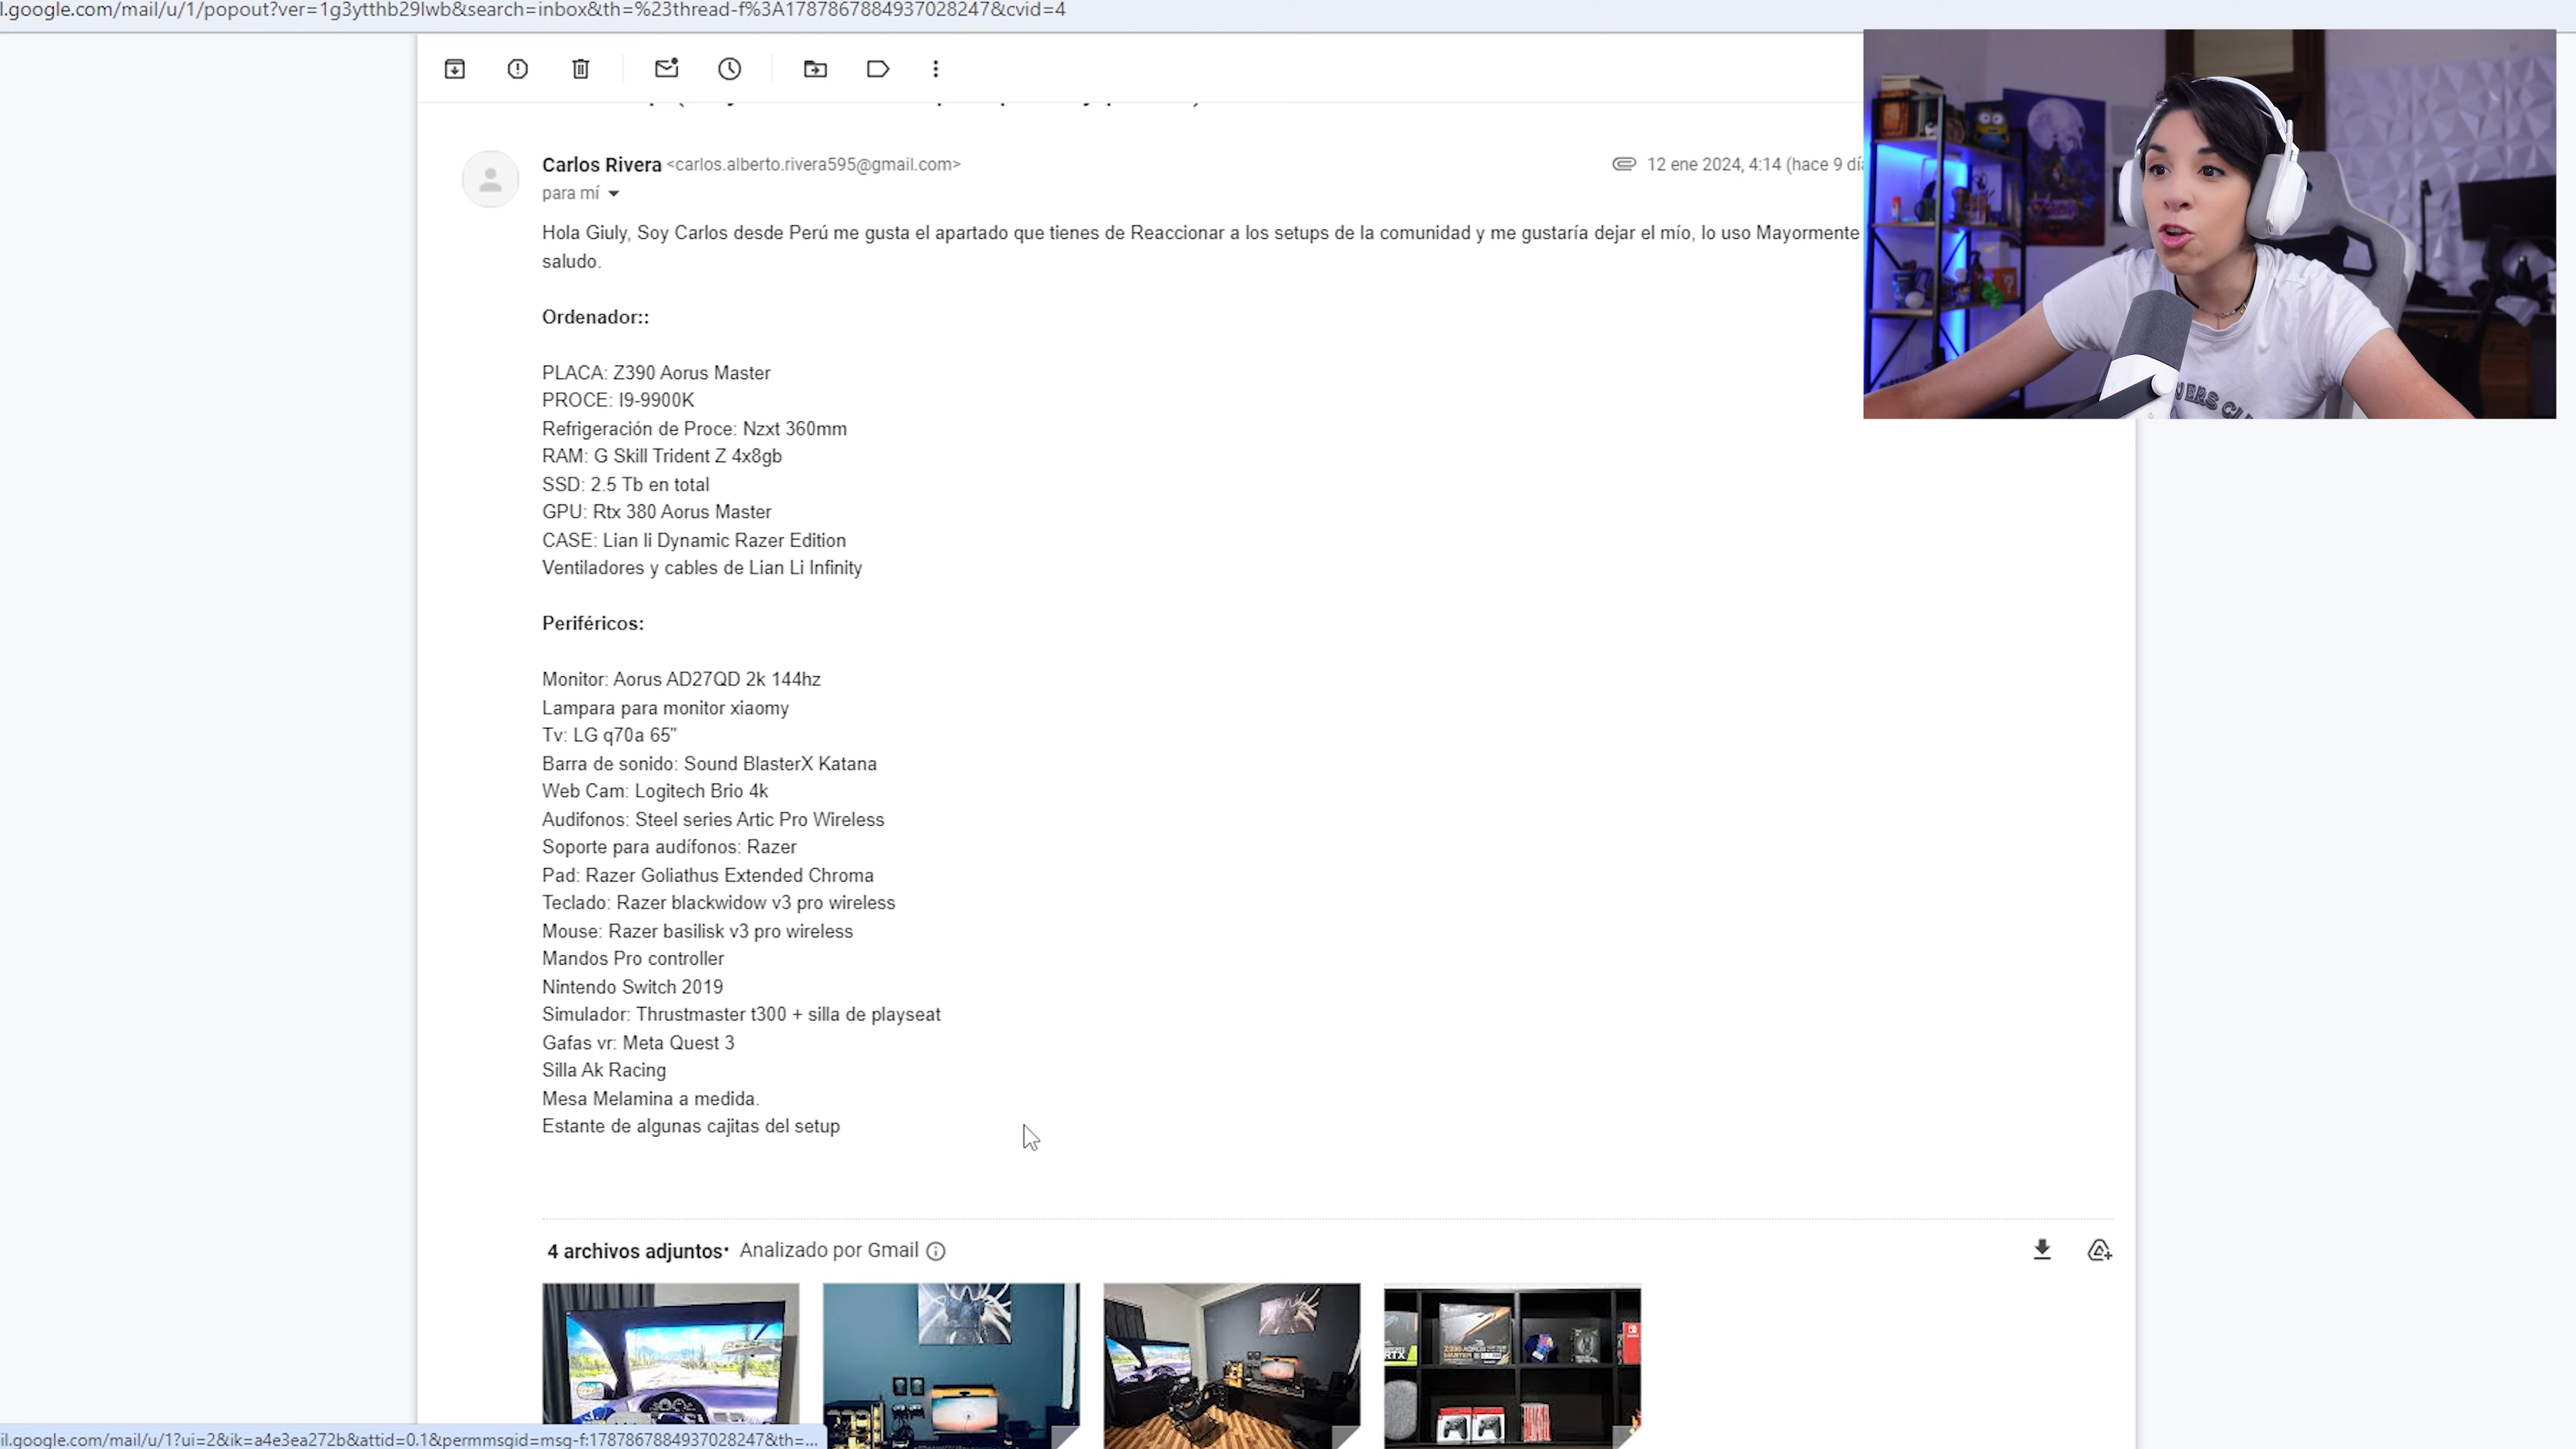 l.google.com/mail/u/1/popout?ver=1g3ytthb29lwb&search=inbox&th=%23thread-f%3A1787867884937028247&cvid=4
Carlos Rivera <carlos.alberto.rivera595@gmail.com>
12 ene 2024, 4:14 (hace 9 día
para mí
Hola Giuly, Soy Carlos desde Perú me gusta el apartado que tienes de Reaccionar a los setups de la comunidad y me gustaría dejar el mío, lo uso Mayormente
saludo.
Ordenador::
PLACA: Z390 Aorus Master
PROCE: I9-9900K
Refrigeración de Proce: Nzxt 360mm
RAM: G Skill Trident Z 4x8gb
SSD: 2.5 Tb en total
GPU: Rtx 380 Aorus Master
CASE: Lian li Dynamic Razer Edition
Ventiladores y cables de Lian Li Infinity
Periféricos:
Monitor: Aorus AD27QD 2k 144hz
Lampara para monitor xiaomy
Tv: LG q70a 65"
Barra de sonido: Sound BlasterX Katana
Web Cam: Logitech Brio 4k
Audifonos: Steel series Artic Pro Wireless
Soporte para audífonos: Razer
Pad: Razer Goliathus Extended Chroma
Teclado: Razer blackwidow v3 pro wireless
Mouse: Razer basilisk v3 pro wireless
Mandos Pro controller
Nintendo Switch 2019
Simulador: Thrustmaster t300 + silla de playseat
Gafas vr: Meta Quest 3
Silla Ak Racing
Mesa Melamina a medida.
Estante de algunas cajitas del setup
4 archivos adjuntos• Analizado por Gmail
RTX
Z390 AORUS
MASTER
il.google.com/mail/u/1?ui=2&ik=a4e3ea272b&attid=0.1&permmsgid=msg-f:1787867884937028247&th=...